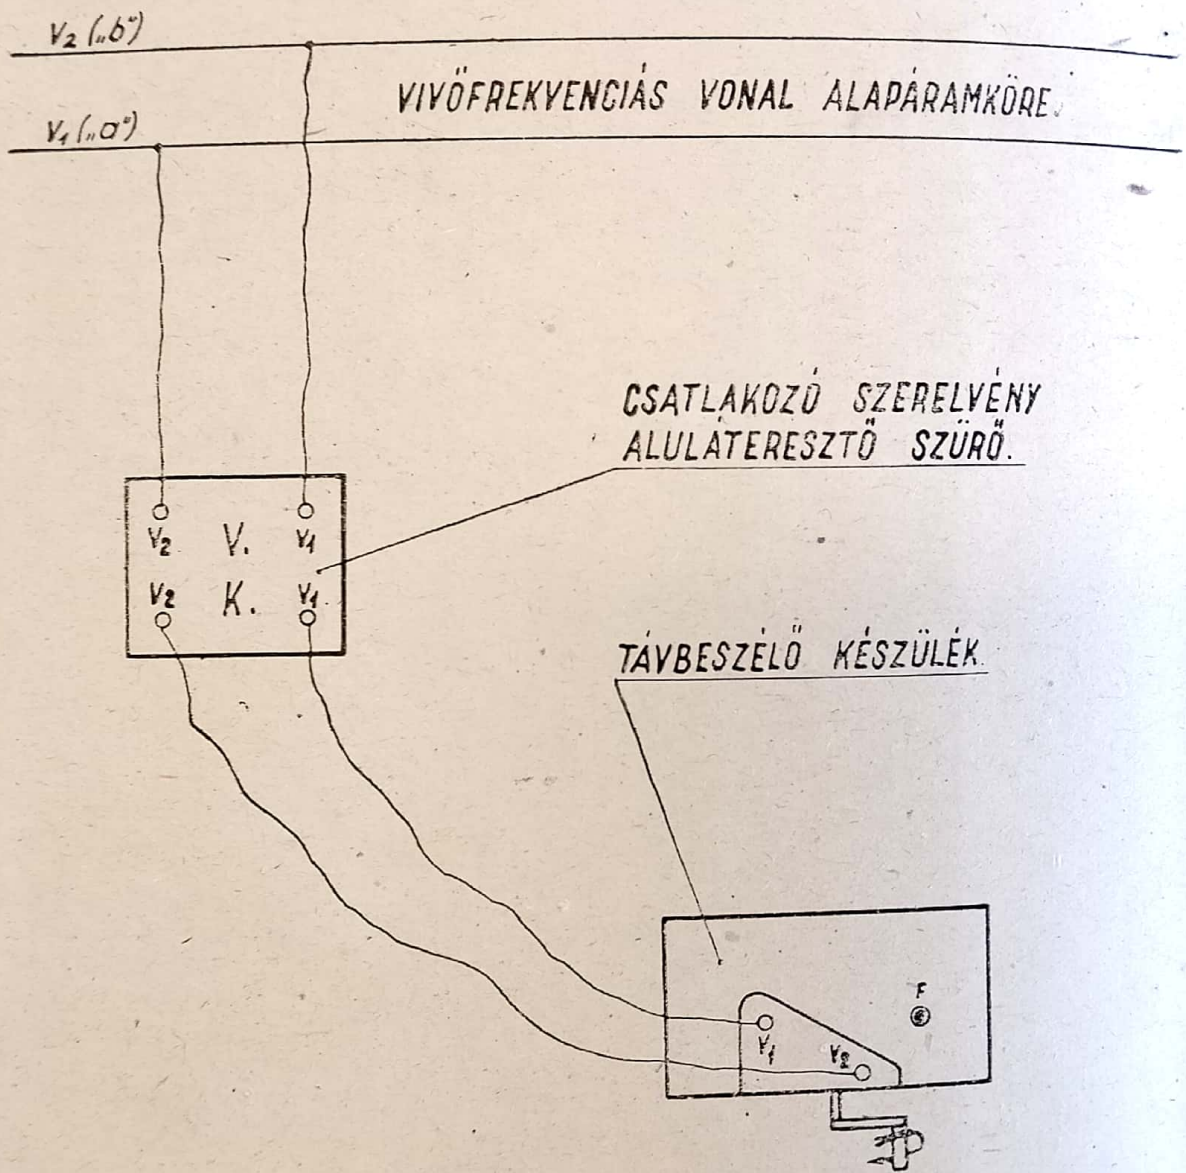 V₂ („b")
VIVŐFREKVENCIÁS VONAL ALAPÁRAMKÖRE.
V₁ („a")
CSATLAKOZÓ SZERELVÉNY
ALULÁTERESZTŐ SZŰRŐ.
V₂ V. V₁
V₂ K. V₁
TÁVBESZÉLŐ KÉSZÜLÉK
F
V₁
V₂